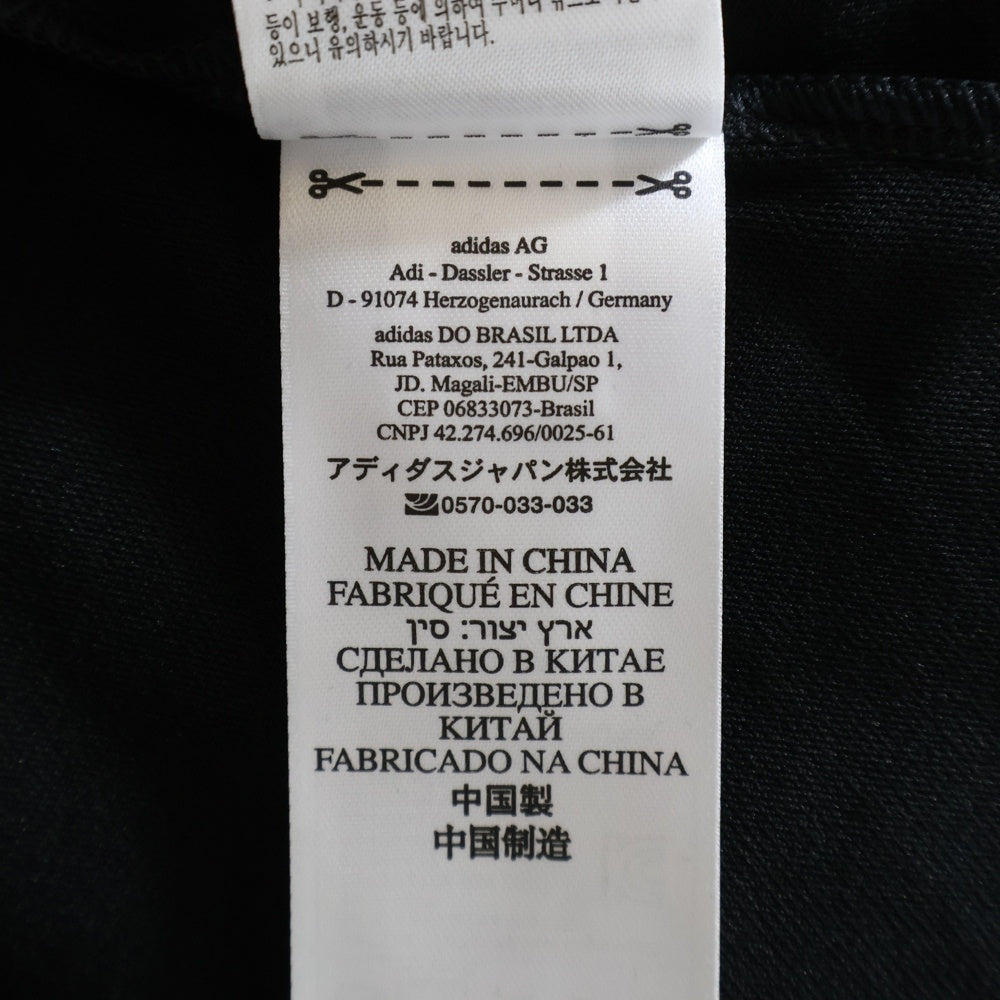 등이 보행, 운동 등에 의하여
있으니 유의하시기 바랍니다.
adidas AG
Adi - Dassler - Strasse 1
D - 91074 Herzogenaurach / Germany
adidas DO BRASIL LTDA
Rua Pataxos, 241-Galpao 1,
JD. Magali-EMBU/SP
CEP 06833073-Brasil
CNPJ 42.274.696/0025-61
アディダスジャパン株式会社
0570-033-033
MADE IN CHINA
FABRIQUÉ EN CHINE
ארץ יצור: סין
СДЕЛАНО В КИТАЕ
ПРОИЗВЕДЕНО В
КИТАЙ
FABRICADO NA CHINA
中国製
中国制造